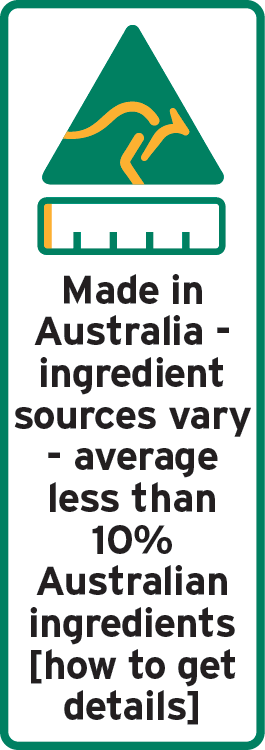 Made in
Australia -
ingredient
sources vary
- average
less than
10%
Australian
ingredients
[how to get
details]